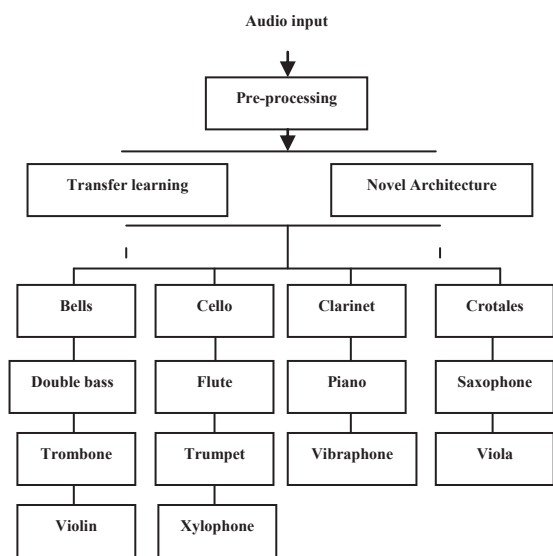 Audio input
Pre-processing
Transfer learning
Novel Architecture
Bells
Cello
Clarinet
Crotales
Double bass
Flute
Piano
Saxophone
Trombone
Trumpet
Vibraphone
Viola
Violin
Xylophone